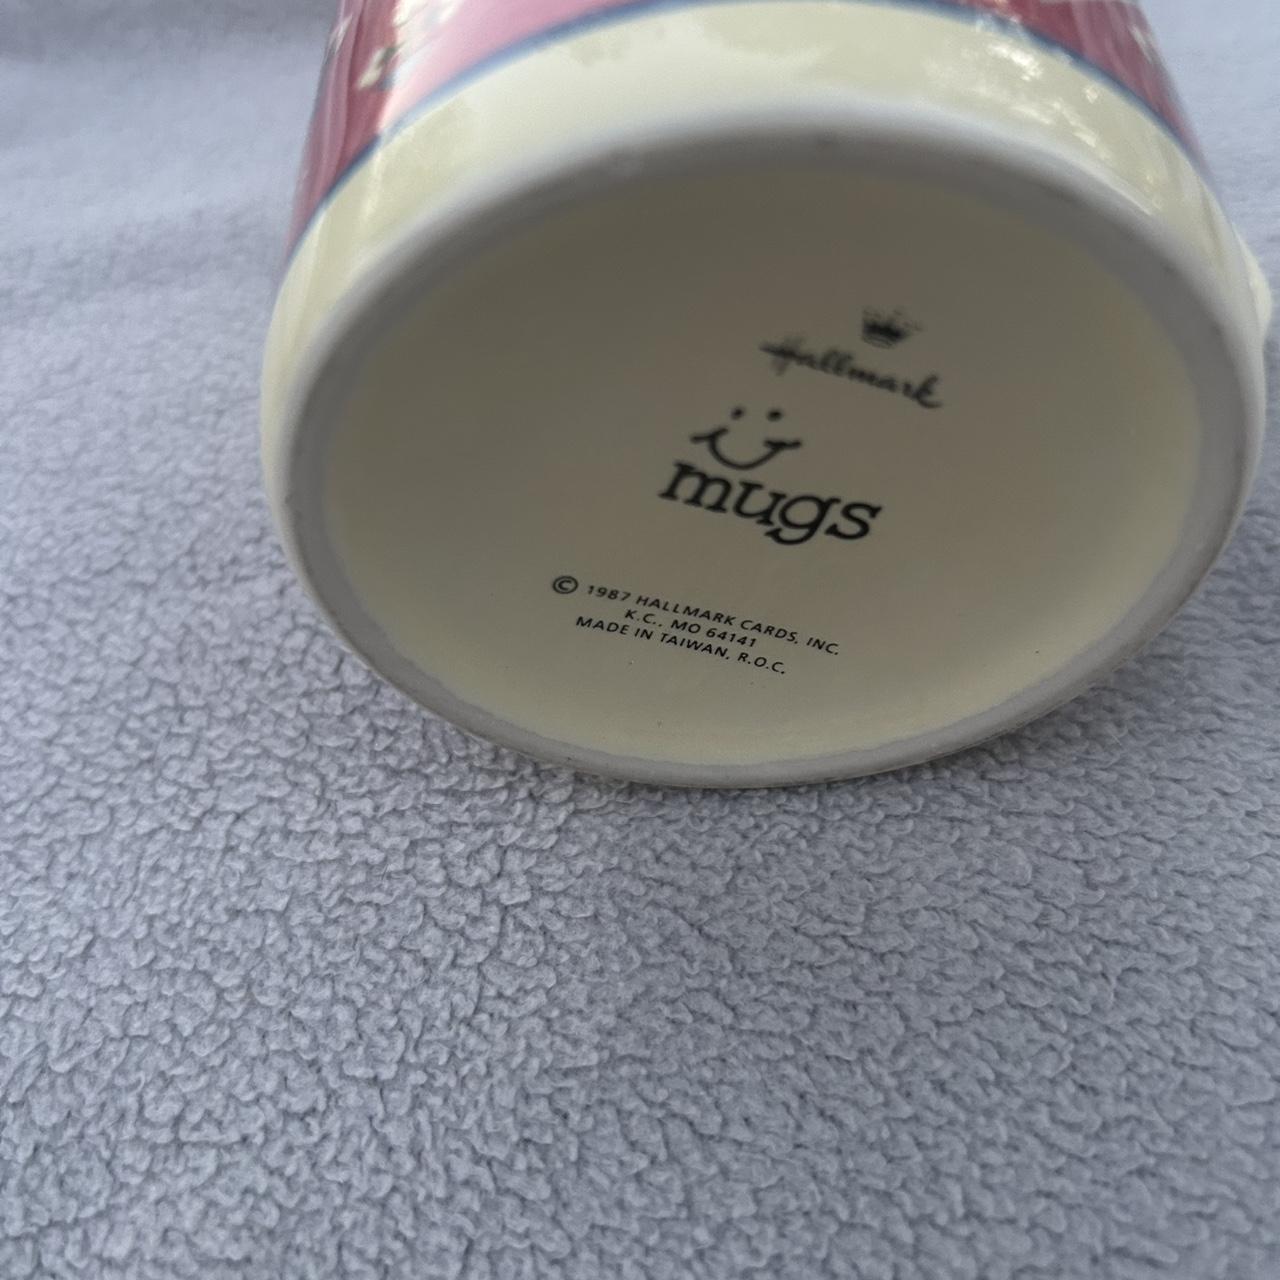 Hallmark
mugs
© 1987 HALLMARK CARDS, INC.
K.C., MO 64141
MADE IN TAIWAN, R.O.C.